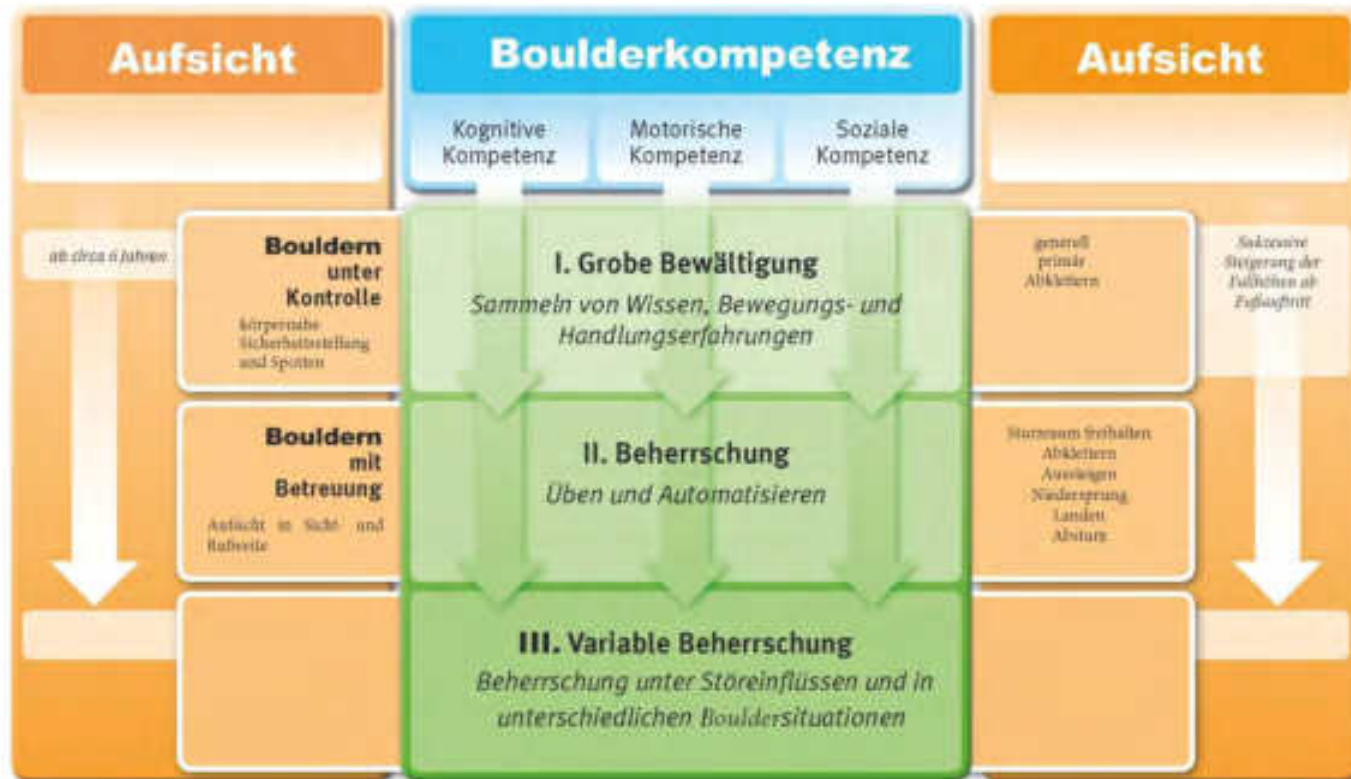 Aufsicht
Boulderkompetenz
Aufsicht
Kognitive
Kompetenz
Motorische
Kompetenz
Soziale
Kompetenz
ab circa 6 Jahren
Bouldern
unter
Kontrolle
körpernahe
Sicherheitsstellung
und Spotten
I. Grobe Bewältigung
Sammeln von Wissen, Bewegungs- und
Handlungserfahrungen
generell
primär
Abklettern
Sukzessive
Steigerung der
Fallhöhen ab
Fußauftritt
Bouldern
mit
Betreuung
Aufsicht in Sicht- und
Rufweite
II. Beherrschung
Üben und Automatisieren
Sturzraum freihalten
Abklettern
Aussteigen
Niedersprung
Landen
Absturz
III. Variable Beherrschung
Beherrschung unter Störeinflüssen und in
unterschiedlichen Bouldersituationen